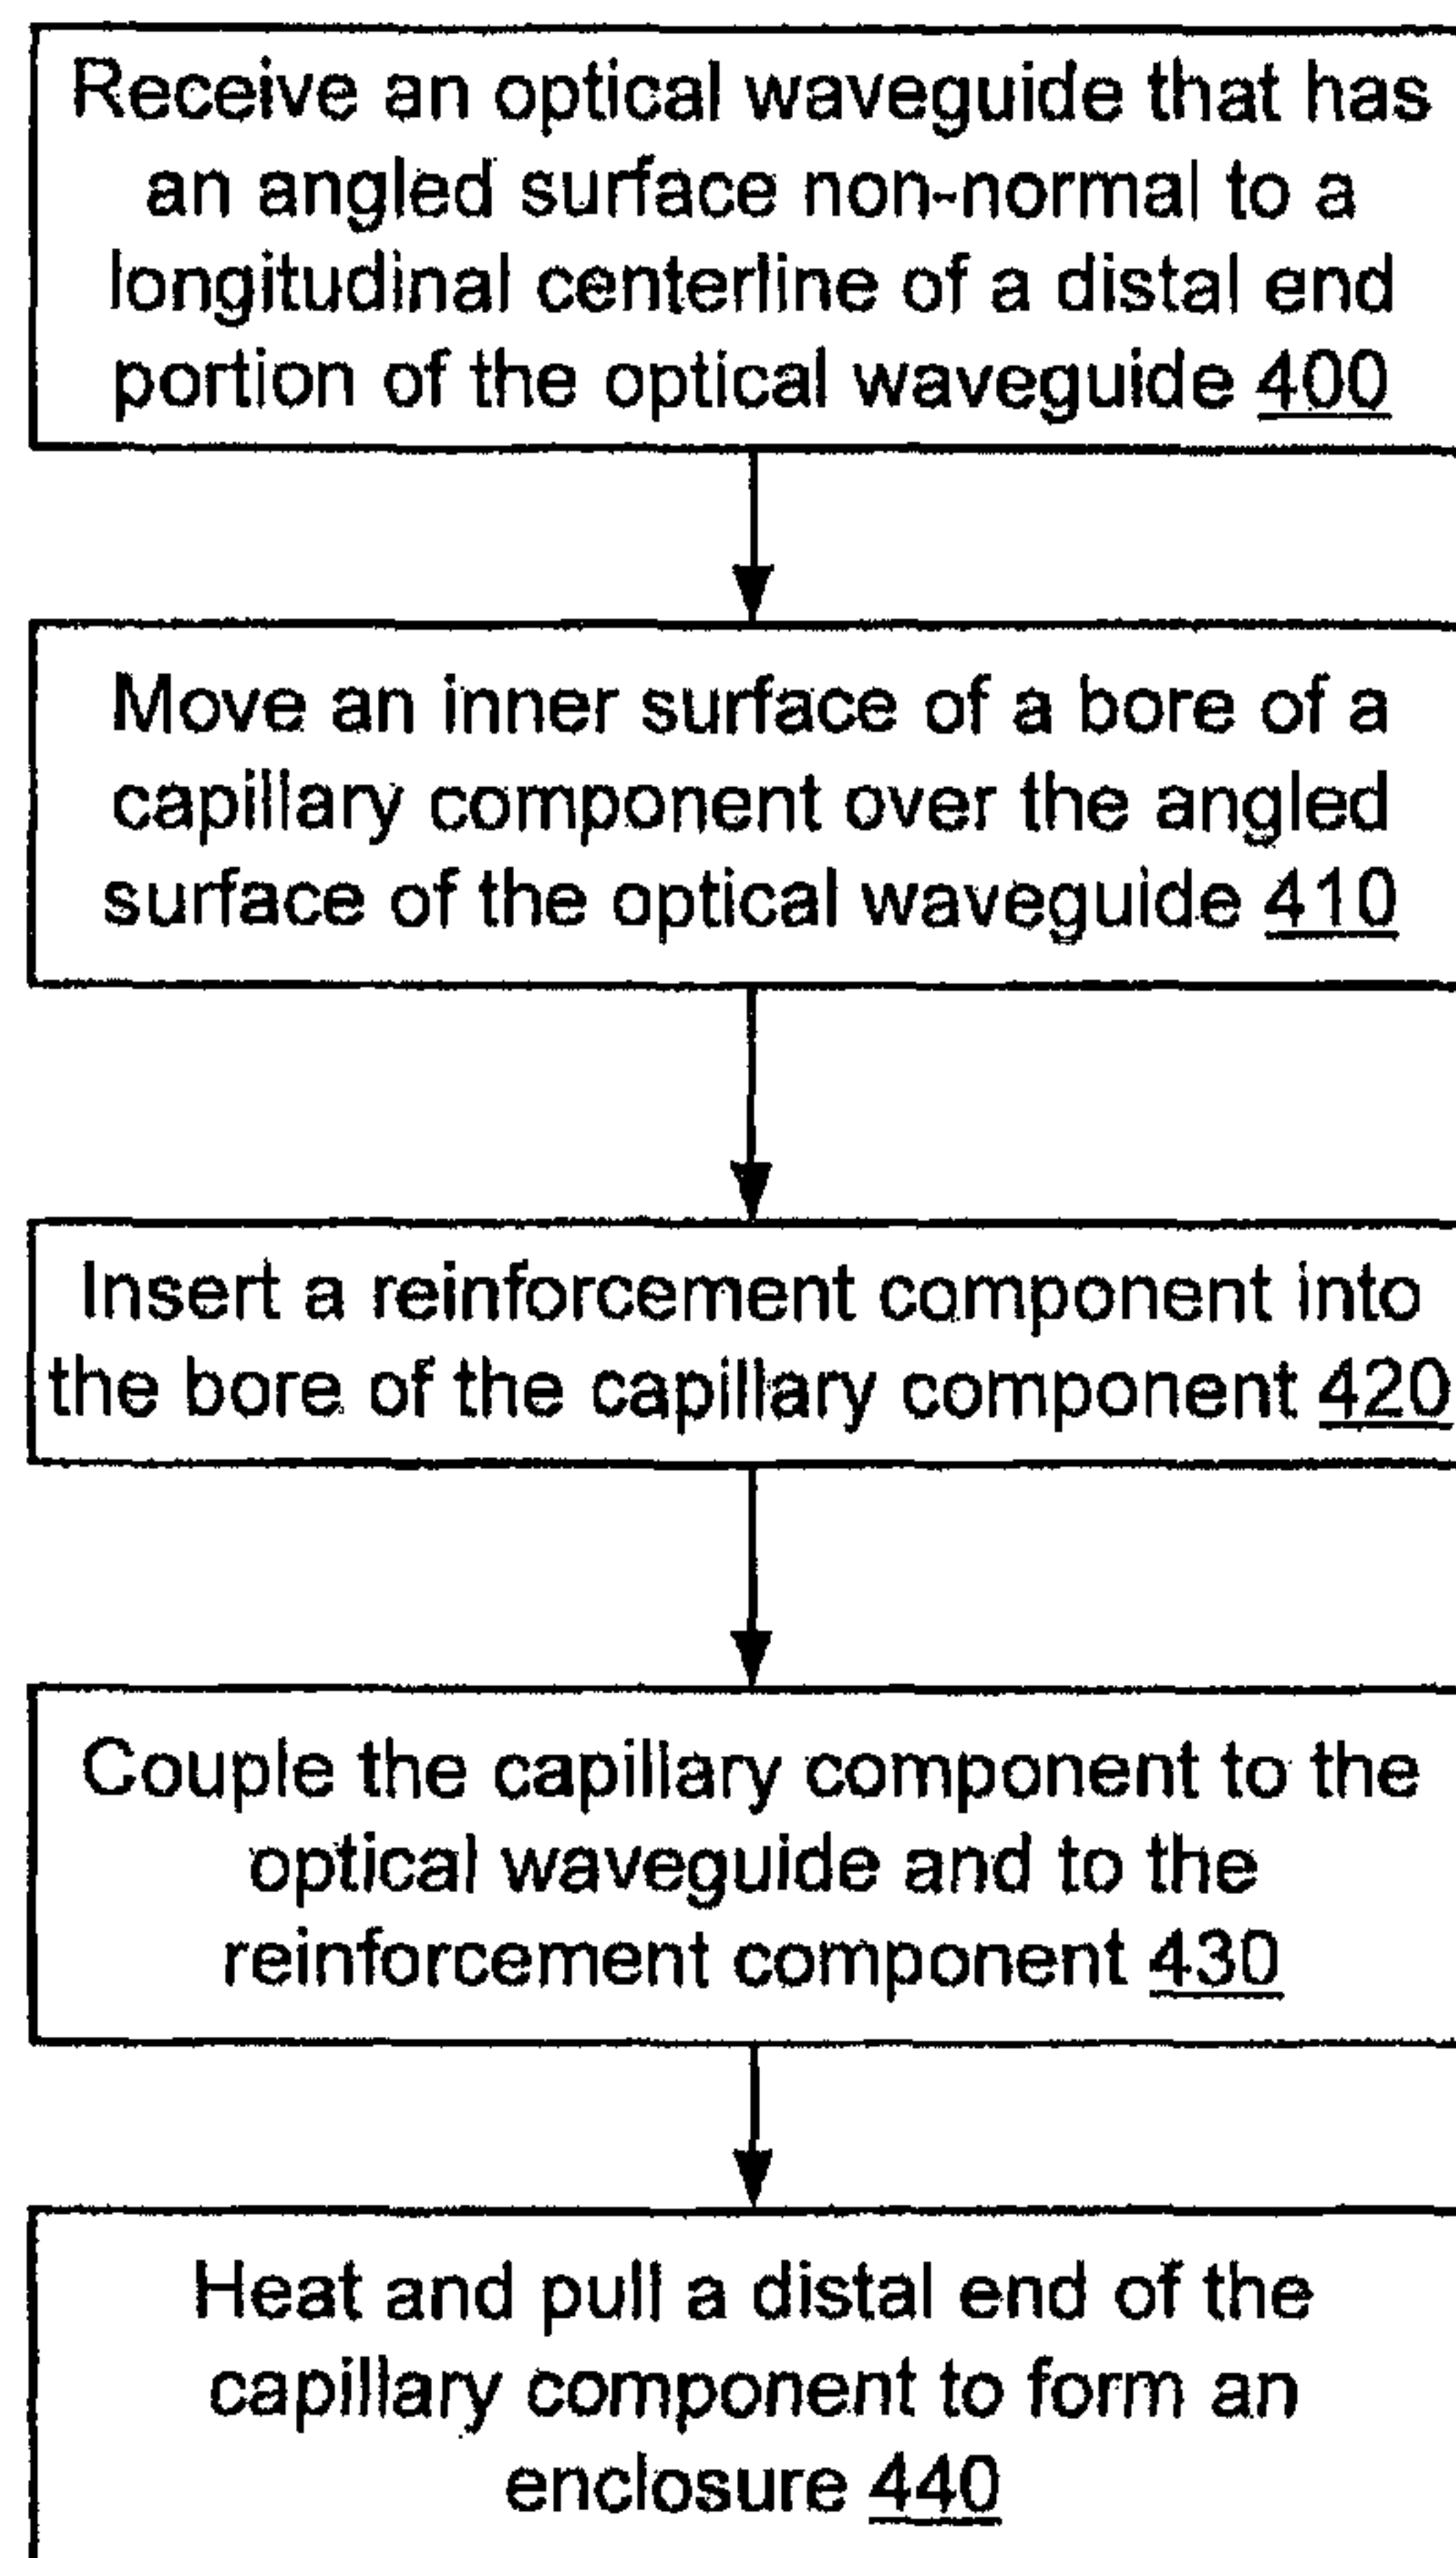 Receive an optical waveguide that has
an angled surface non-normal to a
longitudinal centerline of a distal end
portion of the optical waveguide 400
Move an inner surface of a bore of a
capillary component over the angled
surface of the optical waveguide 410
Insert a reinforcement component into
the bore of the capillary component 420
Couple the capillary component to the
optical waveguide and to the
reinforcement component 430
Heat and pull a distal end of the
capillary component to form an
enclosure 440